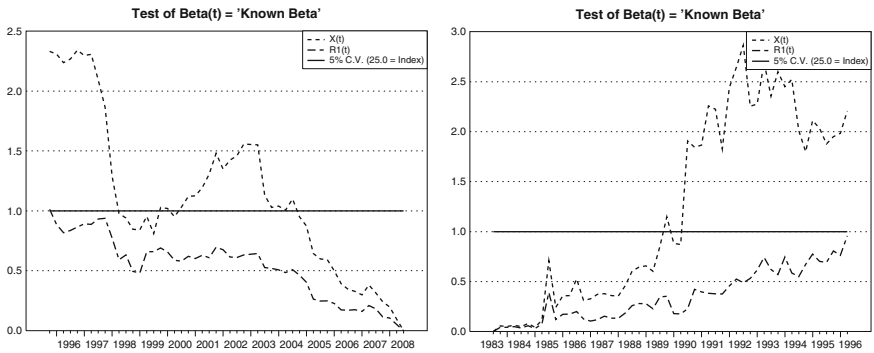 Test of Beta(t) = 'Known Beta'
2.5
2.0
1.5
1.0
0.5
0.0
X(t)
R1(t)
5% C.V. (25.0 = Index)
1996 1997 1998 1999 2000 2001 2002 2003 2004 2005 2006 2007 2008
Test of Beta(t) = 'Known Beta'
3.0
2.5
2.0
1.5
1.0
0.5
0.0
X(t)
R1(t)
5% C.V. (25.0 = Index)
1983 1984 1985 1986 1987 1988 1989 1990 1991 1992 1993 1994 1995 1996